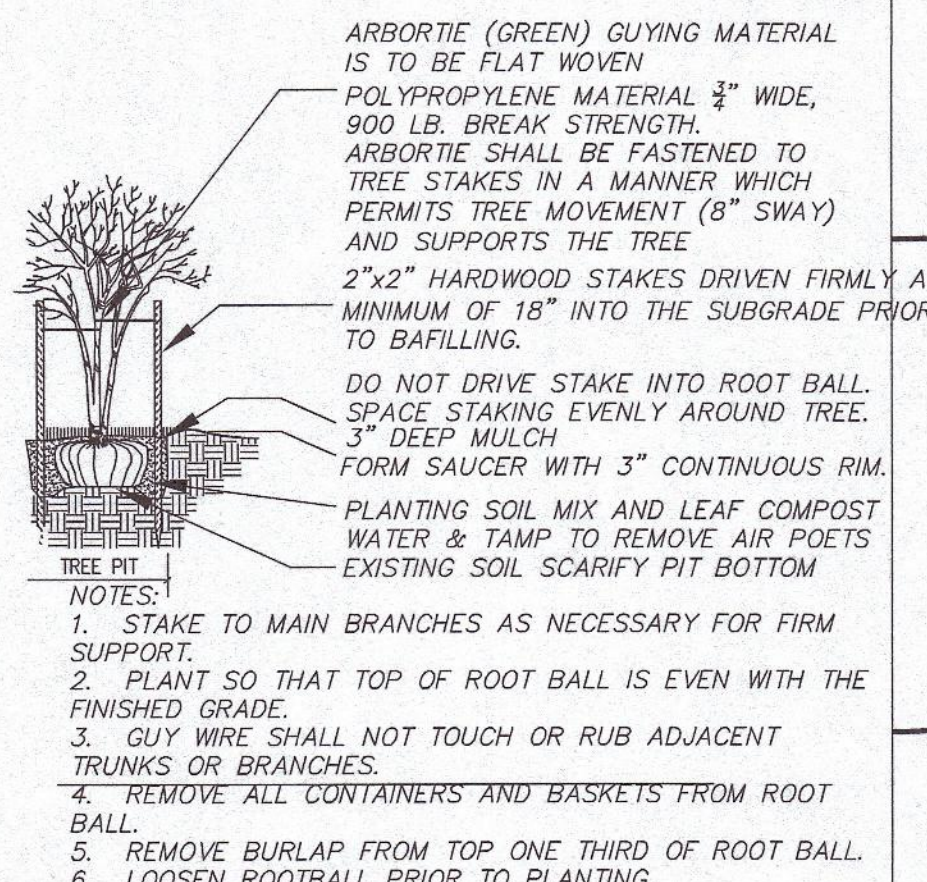 ARBORTIE (GREEN) GUYING MATERIAL
IS TO BE FLAT WOVEN
POLYPROPYLENE MATERIAL ¾" WIDE,
900 LB. BREAK STRENGTH.
ARBORTIE SHALL BE FASTENED TO
TREE STAKES IN A MANNER WHICH
PERMITS TREE MOVEMENT (8" SWAY)
AND SUPPORTS THE TREE
2"x2" HARDWOOD STAKES DRIVEN FIRMLY A
MINIMUM OF 18" INTO THE SUBGRADE PRIOR
TO BAFILLING.
DO NOT DRIVE STAKE INTO ROOT BALL.
SPACE STAKING EVENLY AROUND TREE.
3" DEEP MULCH
FORM SAUCER WITH 3" CONTINUOUS RIM.
PLANTING SOIL MIX AND LEAF COMPOST
WATER & TAMP TO REMOVE AIR POETS
EXISTING SOIL SCARIFY PIT BOTTOM
TREE PIT
NOTES:
1. STAKE TO MAIN BRANCHES AS NECESSARY FOR FIRM
SUPPORT.
2. PLANT SO THAT TOP OF ROOT BALL IS EVEN WITH THE
FINISHED GRADE.
3. GUY WIRE SHALL NOT TOUCH OR RUB ADJACENT
TRUNKS OR BRANCHES.
4. REMOVE ALL CONTAINERS AND BASKETS FROM ROOT
BALL.
5. REMOVE BURLAP FROM TOP ONE THIRD OF ROOT BALL.
6. LOOSEN ROOTBALL PRIOR TO PLANTING